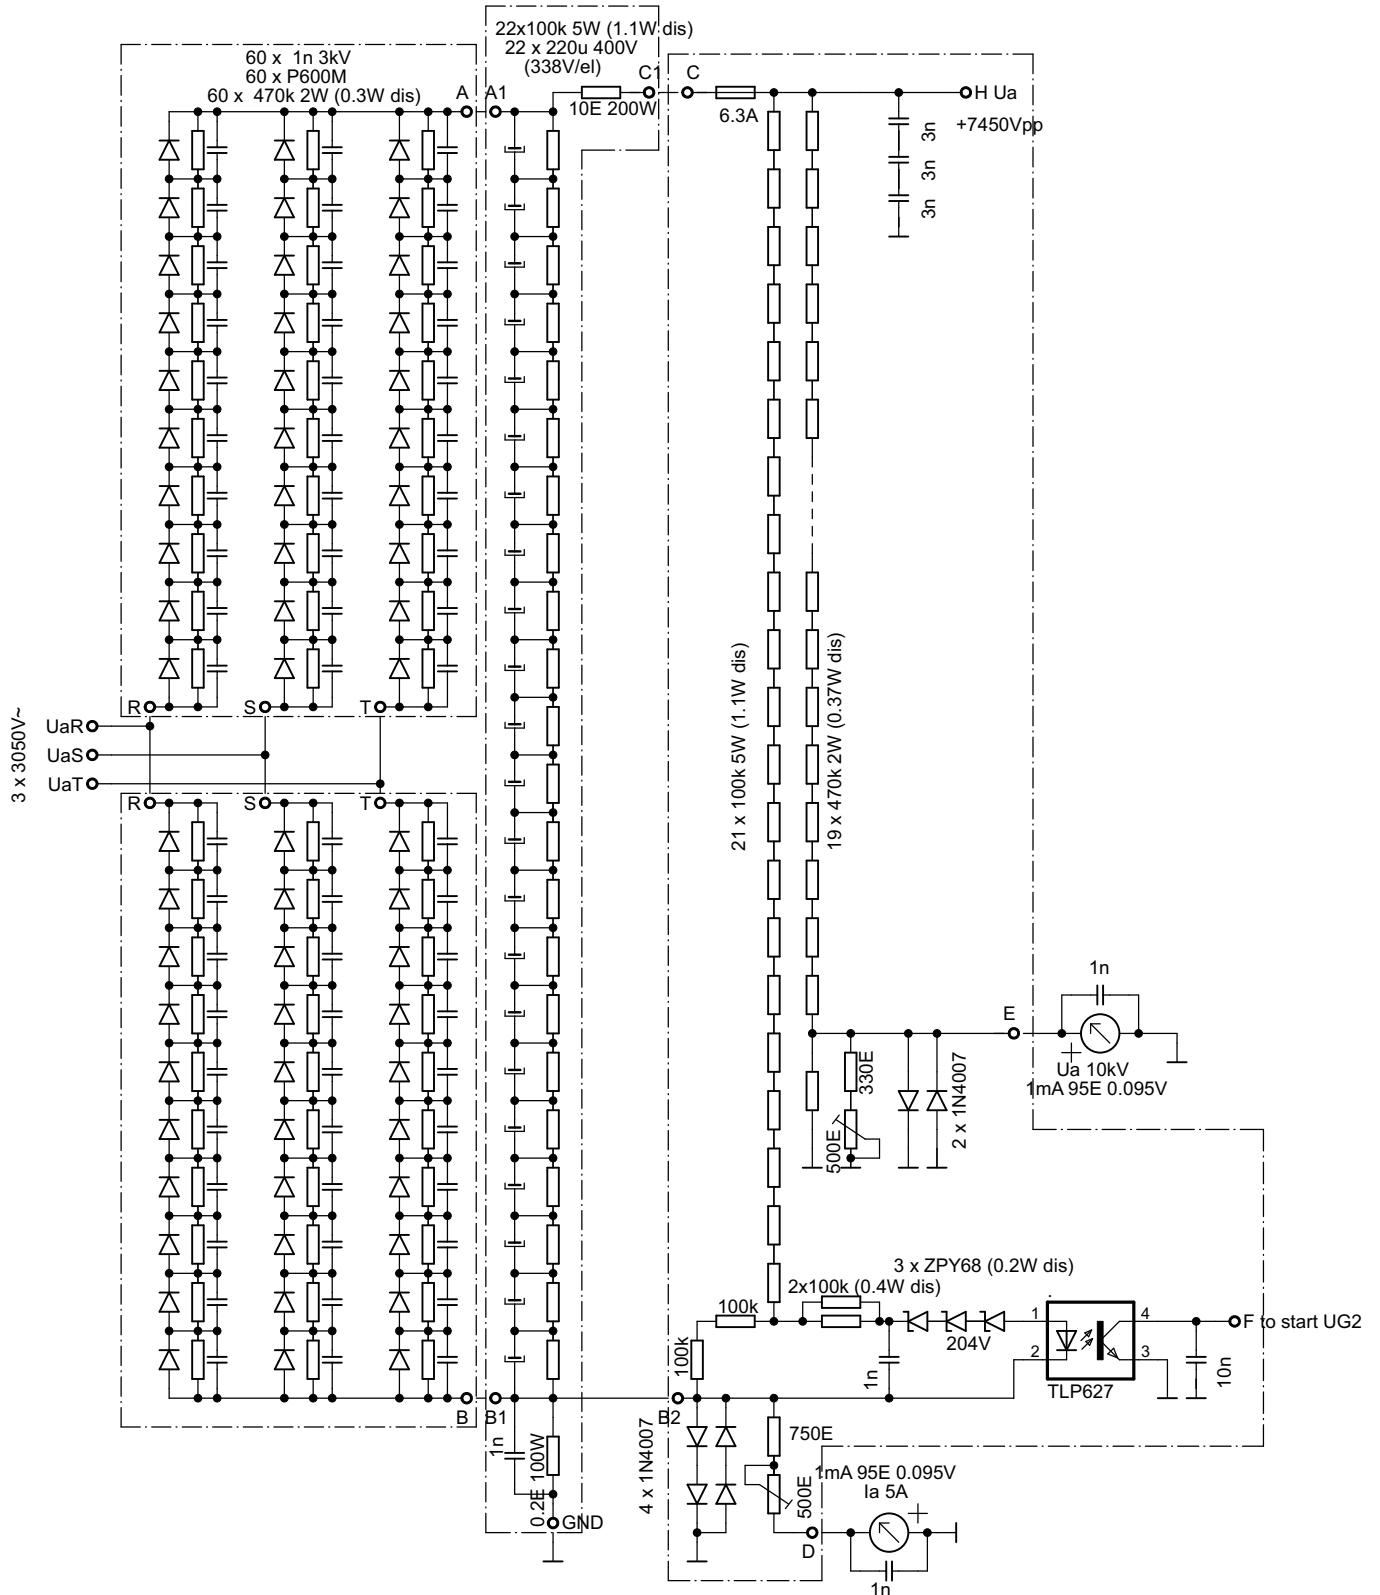 22x100k 5W (1.1W dis)
22 x 220u 400V
(338V/el)
60 x 1n 3kV
60 x P600M
60 x 470k 2W (0.3W dis)
A
A1
C1
C
10E 200W
6.3A
H Ua
+7450Vpp
3n
3n
3n
R
S
T
UaR
UaS
UaT
3 x 3050V~
R
S
T
21 x 100k 5W (1.1W dis)
19 x 470k 2W (0.37W dis)
1n
E
330E
500E
2 x 1N4007
+
Ua 10kV
1mA 95E 0.095V
3 x ZPY68 (0.2W dis)
2x100k (0.4W dis)
100k
100k
204V
1n
1
2
4
3
TLP627
F to start UG2
10n
B
B1
B2
1n
0.2E 100W
GND
4 x 1N4007
750E
500E
1mA 95E 0.095V
Ia 5A
+
D
1n